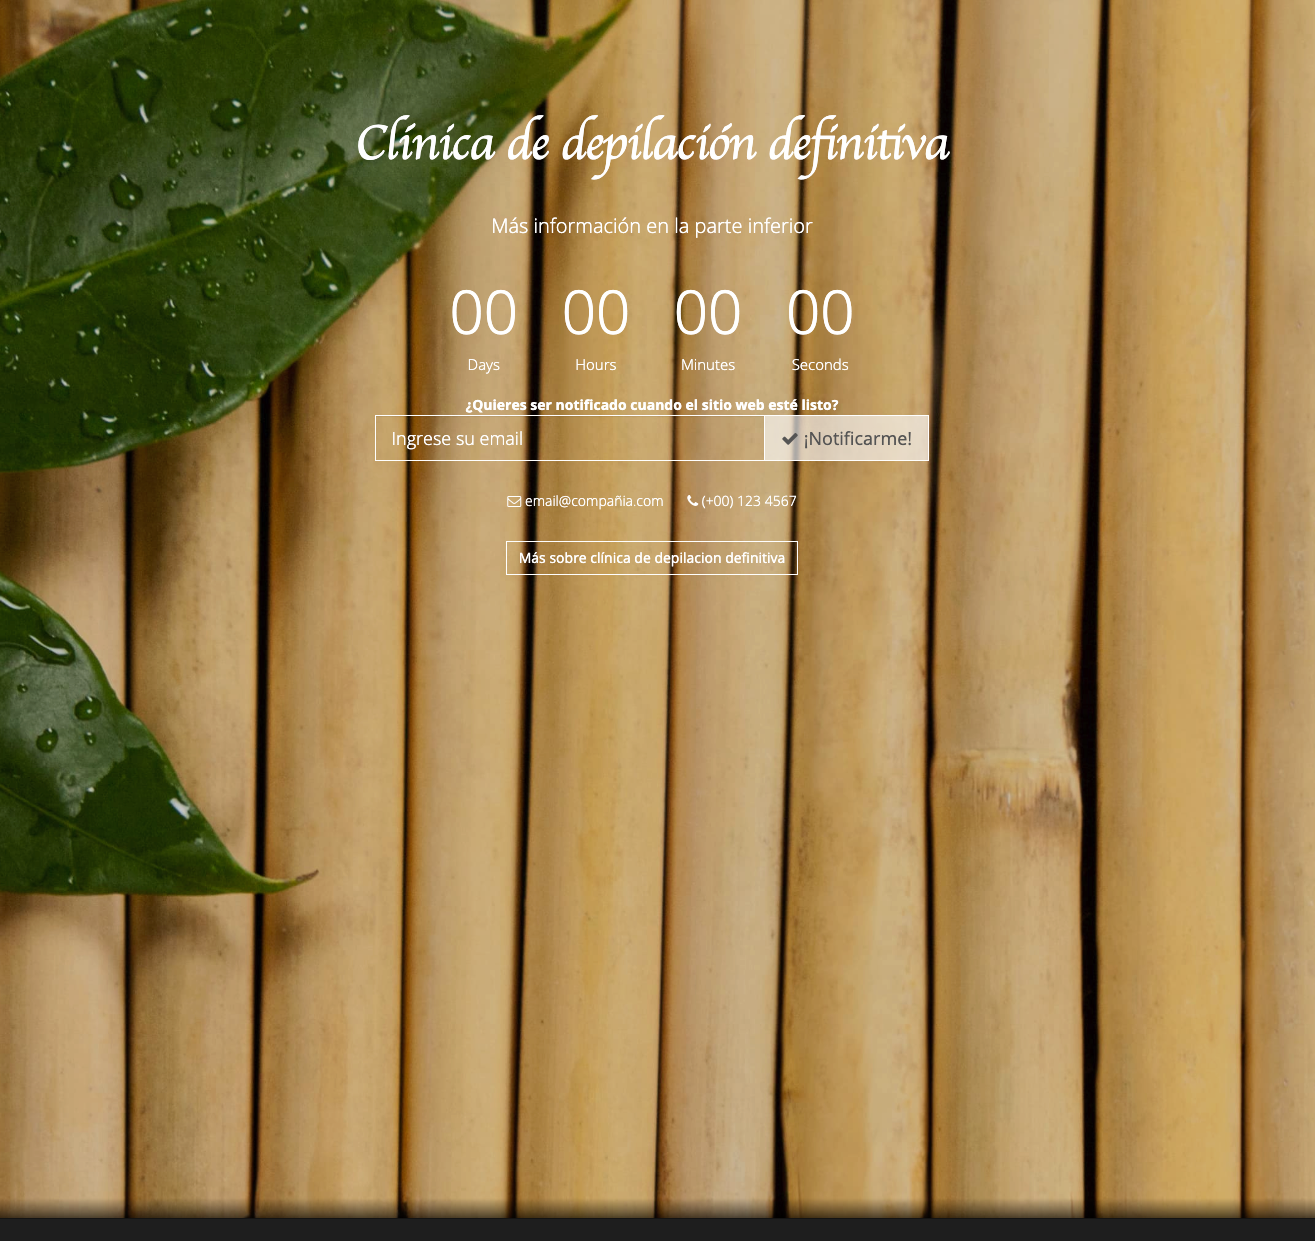 Clínica de depilación definitiva
Más información en la parte inferior
00 00 00 00
Days Hours Minutes Seconds
¿Quieres ser notificado cuando el sitio web esté listo?
Ingrese su email ¡Notificarme!
email@compañia.com (+00) 123 4567
Más sobre clínica de depilacion definitiva